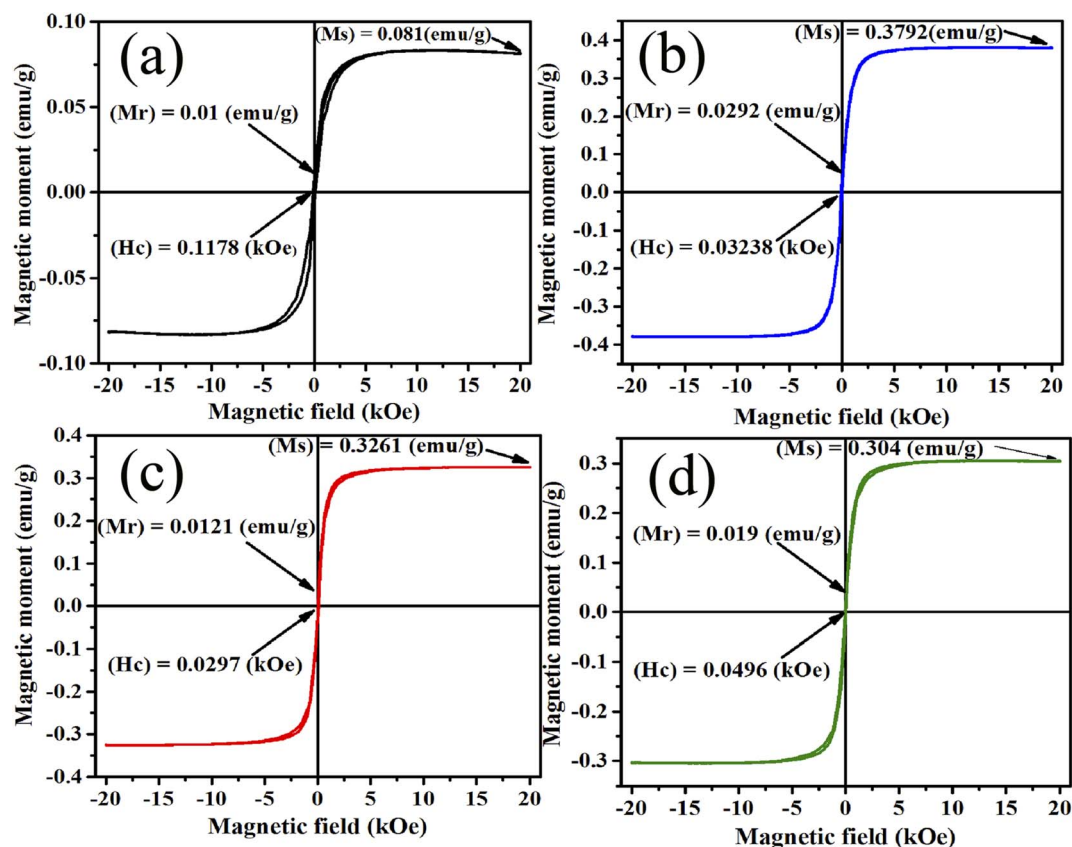 (a)
(Ms) = 0.081(emu/g)
(Mr) = 0.01 (emu/g)
(Hc) = 0.1178 (kOe)
0.10
0.05
0.00
-0.05
-0.10
Magnetic moment (emu/g)
-20 -15 -10 -5 0 5 10 15 20
Magnetic field (kOe)
(b)
(Ms) = 0.3792(emu/g)
(Mr) = 0.0292 (emu/g)
(Hc) = 0.03238 (kOe)
0.4
0.3
0.2
0.1
0.0
-0.1
-0.2
-0.3
-0.4
Magnetic moment (emu/g)
-20 -15 -10 -5 0 5 10 15 20
Magnetic field (kOe)
(c)
(Ms) = 0.3261 (emu/g)
(Mr) = 0.0121 (emu/g)
(Hc) = 0.0297 (kOe)
0.4
0.3
0.2
0.1
0.0
-0.1
-0.2
-0.3
-0.4
Magnetic moment (emu/g)
-20 -15 -10 -5 0 5 10 15 20
Magnetic field (kOe)
(d)
(Ms) = 0.304 (emu/g)
(Mr) = 0.019 (emu/g)
(Hc) = 0.0496 (kOe)
0.3
0.2
0.1
0.0
-0.1
-0.2
-0.3
Magnetic moment (emu/g)
-20 -15 -10 -5 0 5 10 15 20
Magnetic field (kOe)